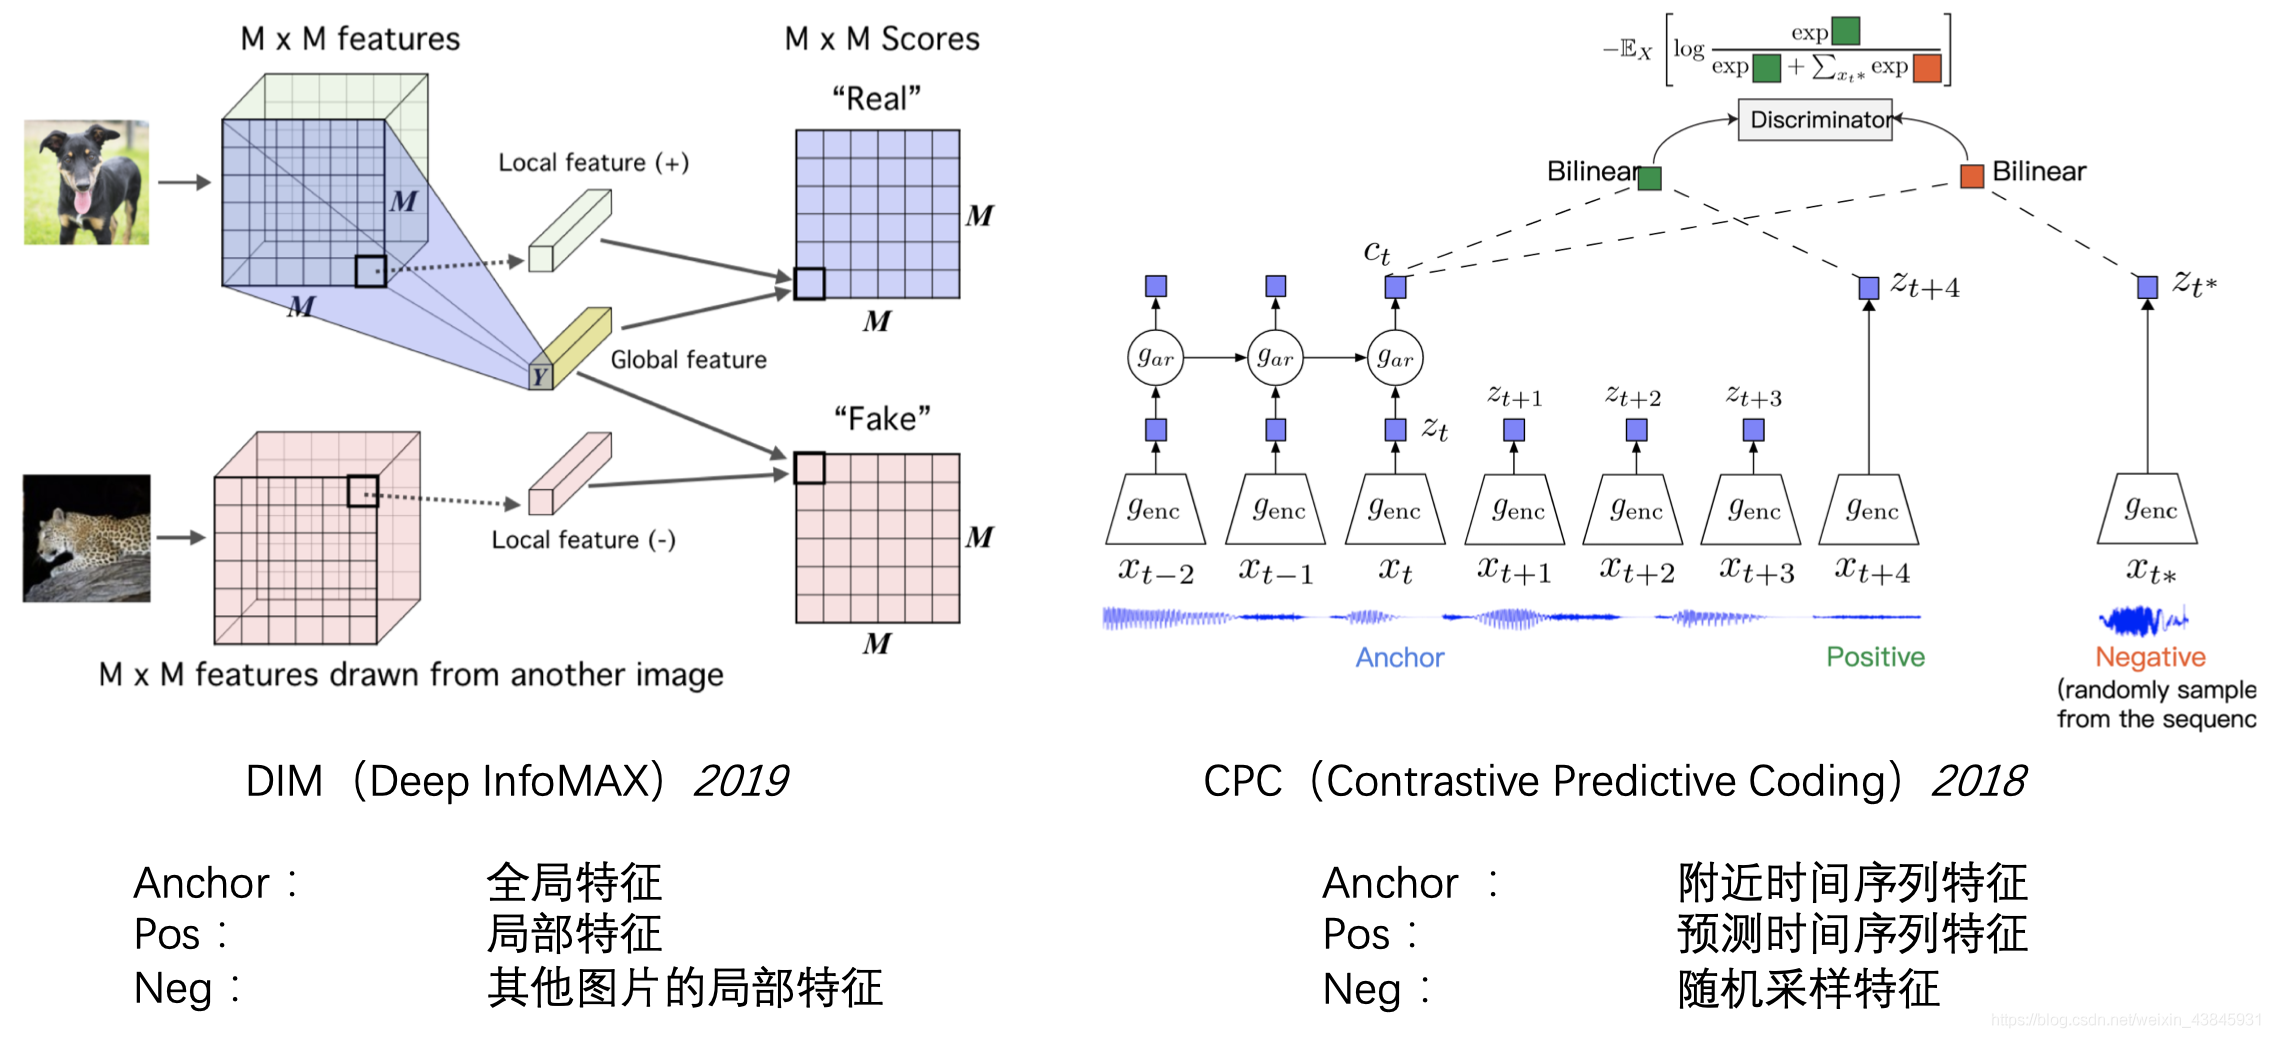 M x M features
M x M Scores
“Real”
Local feature (+)
M
M
M
M
Y
Global feature
“Fake”
Local feature (-)
M
M
M x M features drawn from another image
DIM（Deep InfoMAX）2019
Anchor： 全局特征
Pos： 局部特征
Neg： 其他图片的局部特征
-𝔼_X [log exp / (exp + ∑_{x_{t*}} exp)]
Discriminator
Bilinear
Bilinear
c_t
z_{t+4}
z_{t*}
g_{ar} g_{ar} g_{ar}
z_t
z_{t+1} z_{t+2} z_{t+3}
g_{enc} g_{enc} g_{enc} g_{enc} g_{enc} g_{enc} g_{enc} g_{enc}
x_{t-2} x_{t-1} x_t x_{t+1} x_{t+2} x_{t+3} x_{t+4} x_{t*}
Anchor
Positive
Negative
(randomly sample
from the sequenc
CPC（Contrastive Predictive Coding）2018
Anchor ： 附近时间序列特征
Pos： 预测时间序列特征
Neg： 随机采样特征
https://blog.csdn.net/weixin_43845931